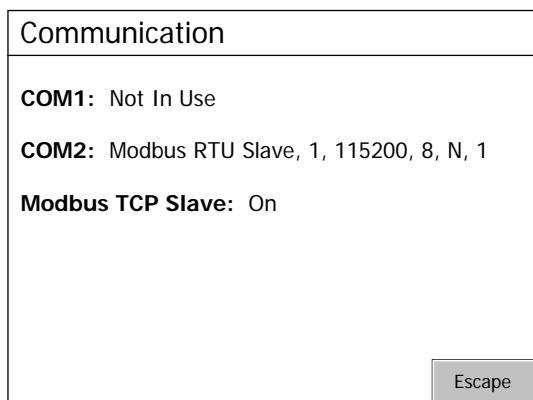 Communication
COM1: Not In Use
COM2: Modbus RTU Slave, 1, 115200, 8, N, 1
Modbus TCP Slave: On
Escape